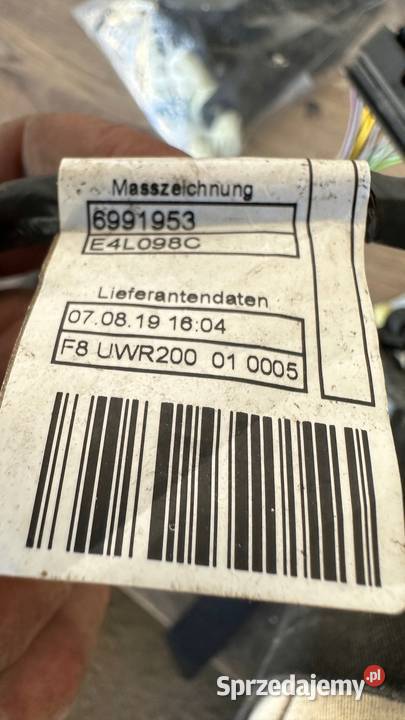 Masszeichnung
6991953
E4L098C
Lieferantendaten
07.08.19 16:04
F8 UWR200 01 0005
Sprzedajemy.pl